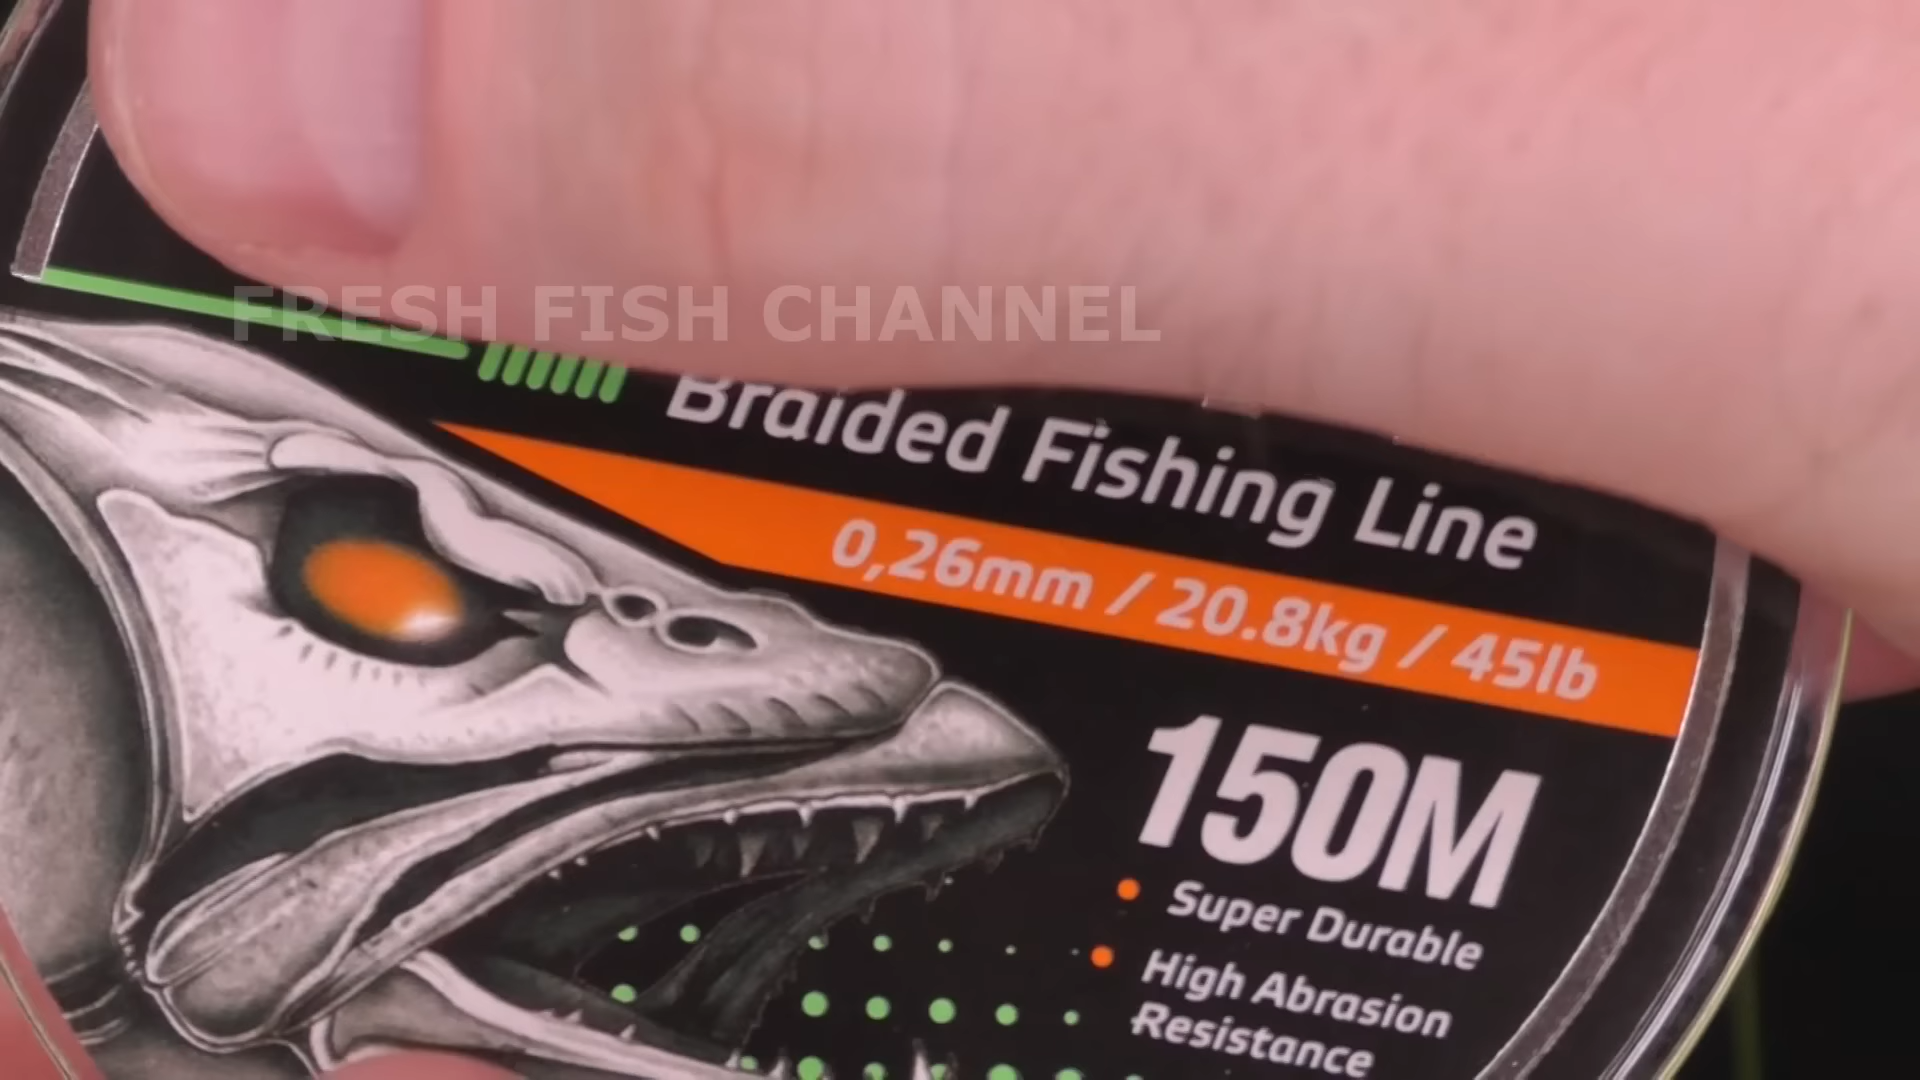 FRESH FISH CHANNEL
Braided Fishing Line
0,26mm / 20.8kg / 45lb
150M
Super Durable
High Abrasion
Resistance